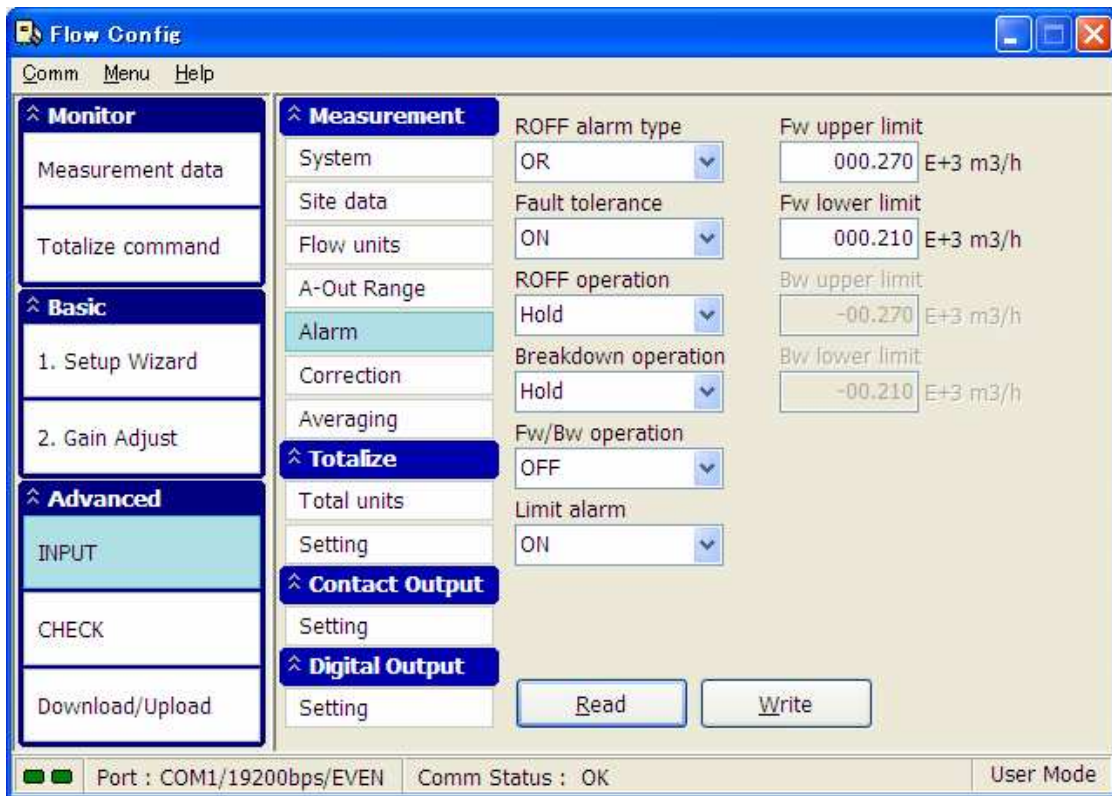 Flow Config
Comm Menu Help
Monitor
Measurement data
Totalize command
Basic
1. Setup Wizard
2. Gain Adjust
Advanced
INPUT
CHECK
Download/Upload
Measurement
System
Site data
Flow units
A-Out Range
Alarm
Correction
Averaging
Totalize
Total units
Setting
Contact Output
Setting
Digital Output
Setting
ROFF alarm type
OR
Fault tolerance
ON
ROFF operation
Hold
Breakdown operation
Hold
Fw/Bw operation
OFF
Limit alarm
ON
Fw upper limit
000.270 E+3 m3/h
Fw lower limit
000.210 E+3 m3/h
Bw upper limit
-00.270 E+3 m3/h
Bw lower limit
-00.210 E+3 m3/h
Read Write
Port : COM1/19200bps/EVEN Comm Status : OK User Mode